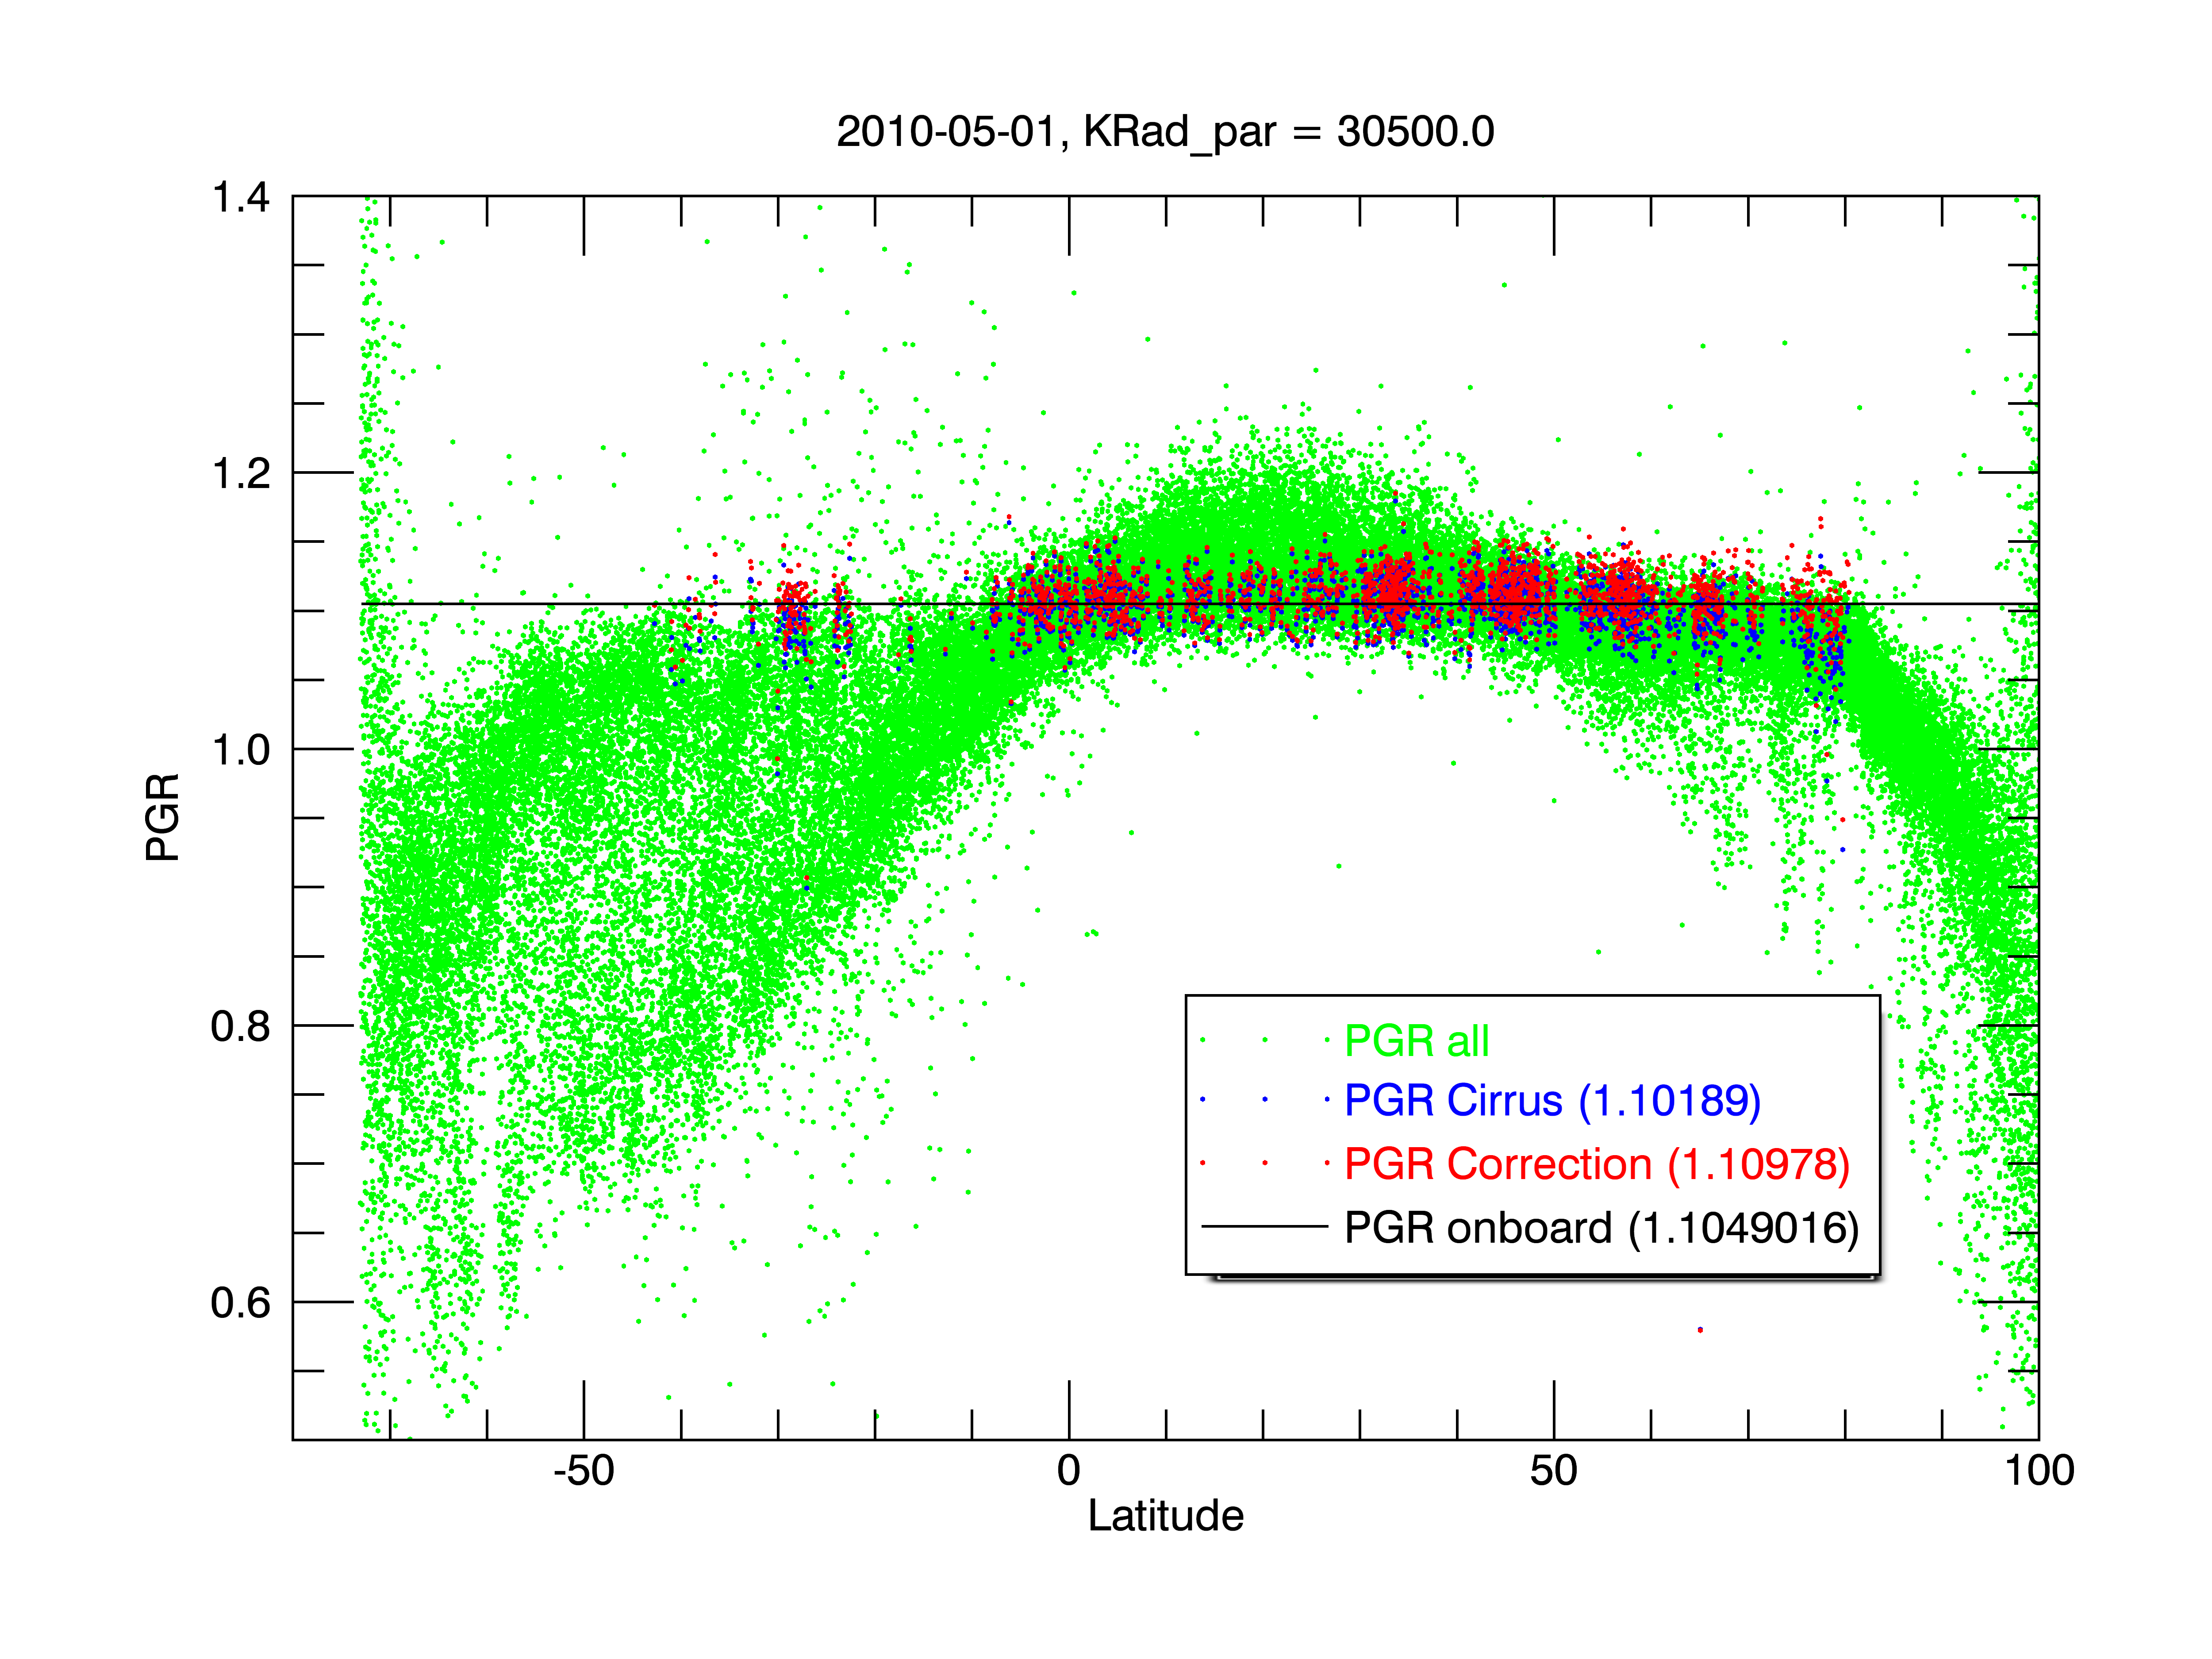 2010-05-01, KRad_par = 30500.0
1.4
1.2
1.0
0.8
0.6
PGR
PGR all
PGR Cirrus (1.10189)
PGR Correction (1.10978)
PGR onboard (1.1049016)
-50 0 50 100
Latitude